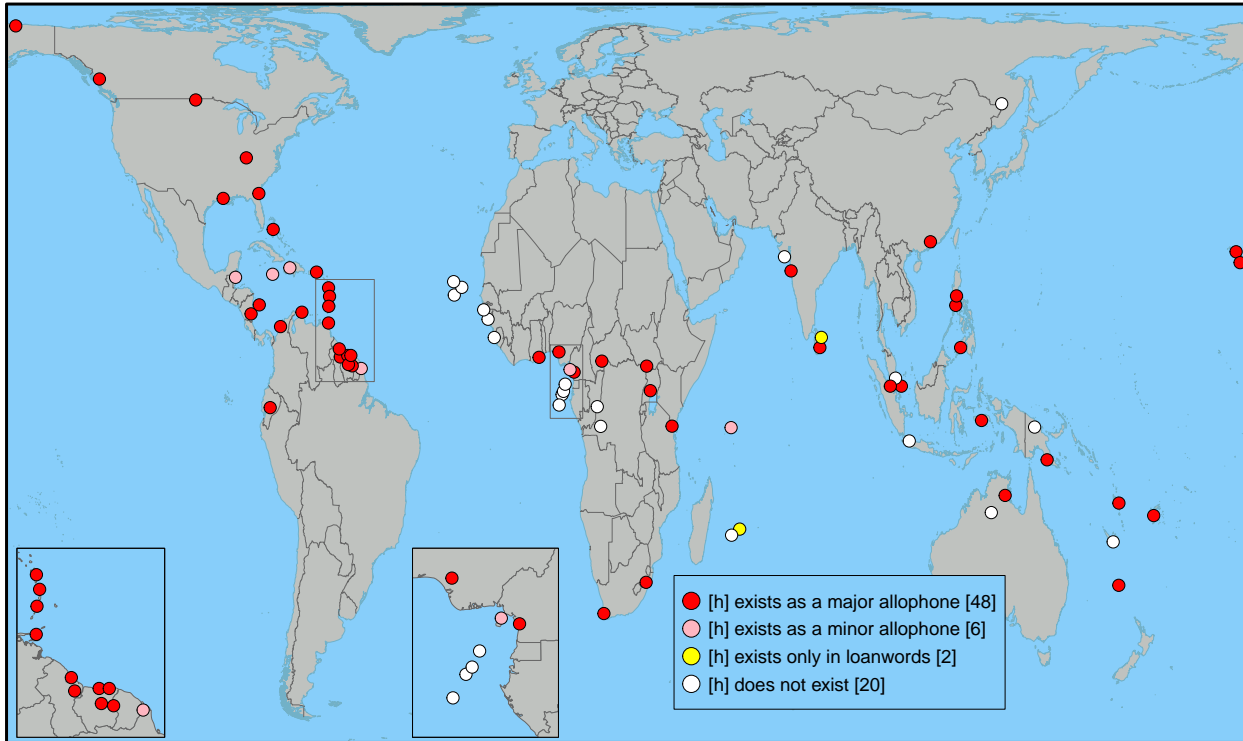 [h] exists as a major allophone [48]
[h] exists as a minor allophone [6]
[h] exists only in loanwords [2]
[h] does not exist [20]